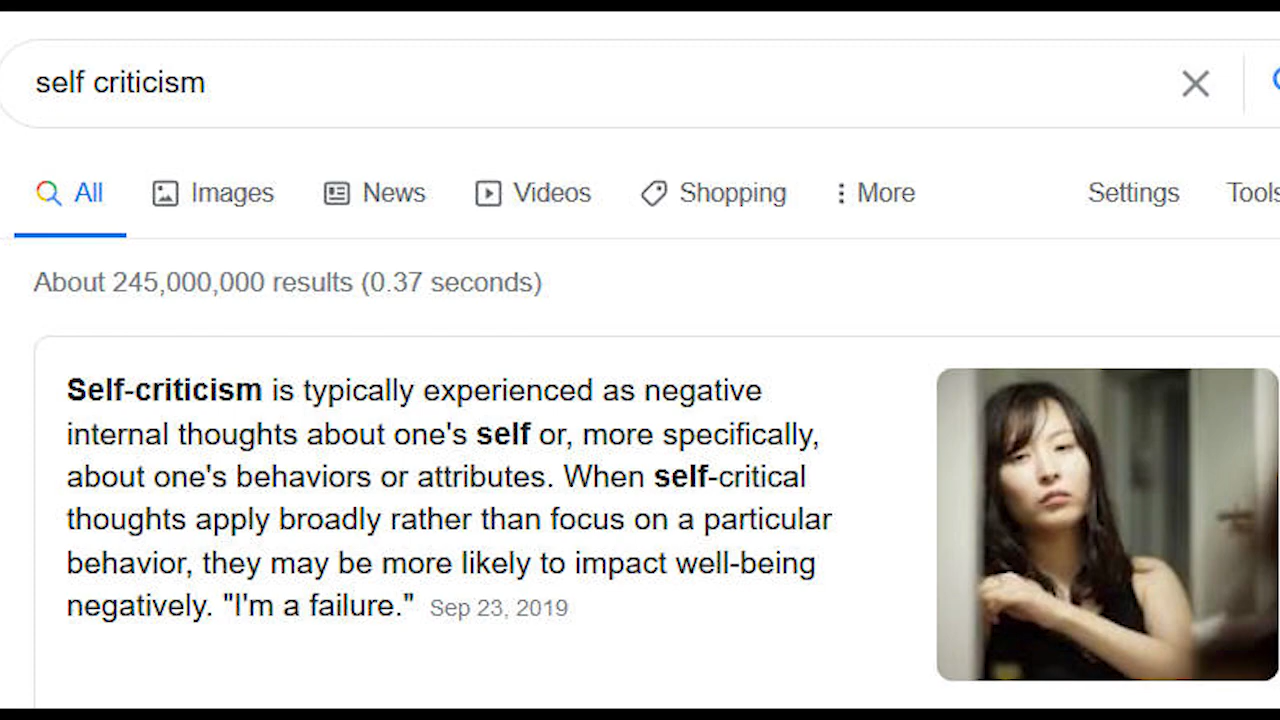 self criticism
All Images News Videos Shopping More Settings Tools
About 245,000,000 results (0.37 seconds)
Self-criticism is typically experienced as negative
internal thoughts about one's self or, more specifically,
about one's behaviors or attributes. When self-critical
thoughts apply broadly rather than focus on a particular
behavior, they may be more likely to impact well-being
negatively. "I'm a failure." Sep 23, 2019